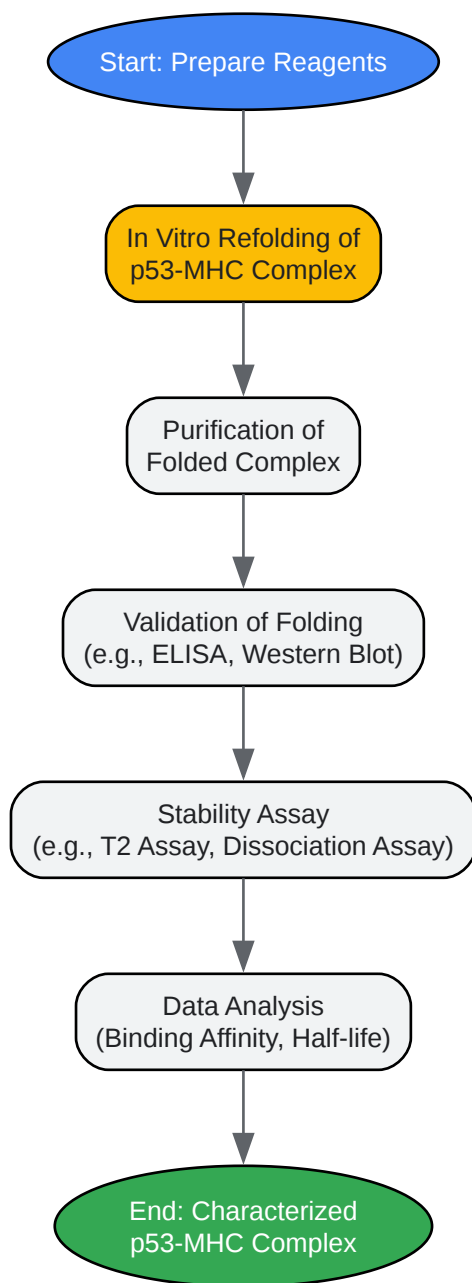 Start: Prepare Reagents
In Vitro Refolding of
p53-MHC Complex
Purification of
Folded Complex
Validation of Folding
(e.g., ELISA, Western Blot)
Stability Assay
(e.g., T2 Assay, Dissociation Assay)
Data Analysis
(Binding Affinity, Half-life)
End: Characterized
p53-MHC Complex